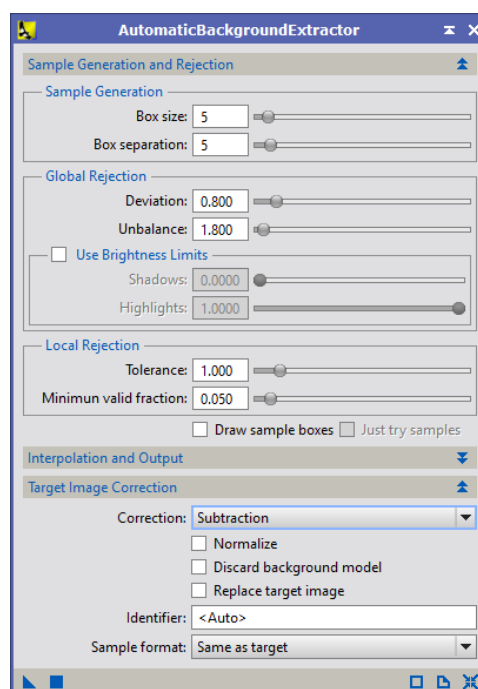 AutomaticBackgroundExtractor
Sample Generation and Rejection
Sample Generation
Box size: 5
Box separation: 5
Global Rejection
Deviation: 0.800
Unbalance: 1.800
Use Brightness Limits
Shadows: 0.0000
Highlights: 1.0000
Local Rejection
Tolerance: 1.000
Minimun valid fraction: 0.050
Draw sample boxes Just try samples
Interpolation and Output
Target Image Correction
Correction: Subtraction
Normalize
Discard background model
Replace target image
Identifier: <Auto>
Sample format: Same as target